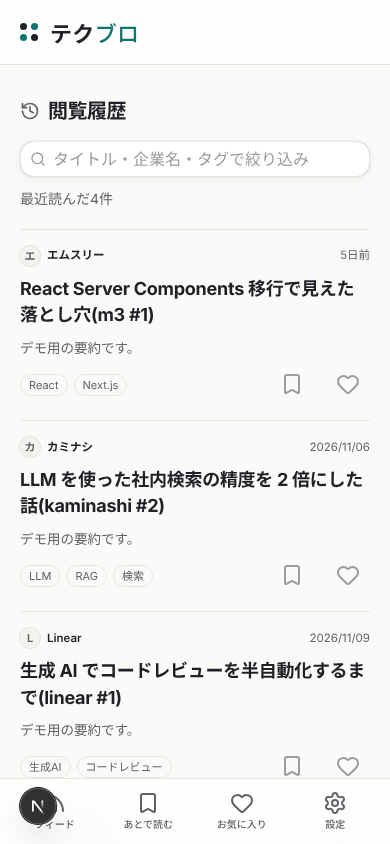 テクブロ
閲覧履歴
タイトル・企業名・タグで絞り込み
最近読んだ4件
エ エムスリー 5日前
React Server Components 移行で見えた
落とし穴(m3 #1)
デモ用の要約です。
React Next.js
カ カミナシ 2026/11/06
LLM を使った社内検索の精度を 2 倍にした
話(kaminashi #2)
デモ用の要約です。
LLM RAG 検索
L Linear 2026/11/09
生成 AI でコードレビューを半自動化するま
で(linear #1)
デモ用の要約です。
生成AI コードレビュー
N
フィード あとで読む お気に入り 設定